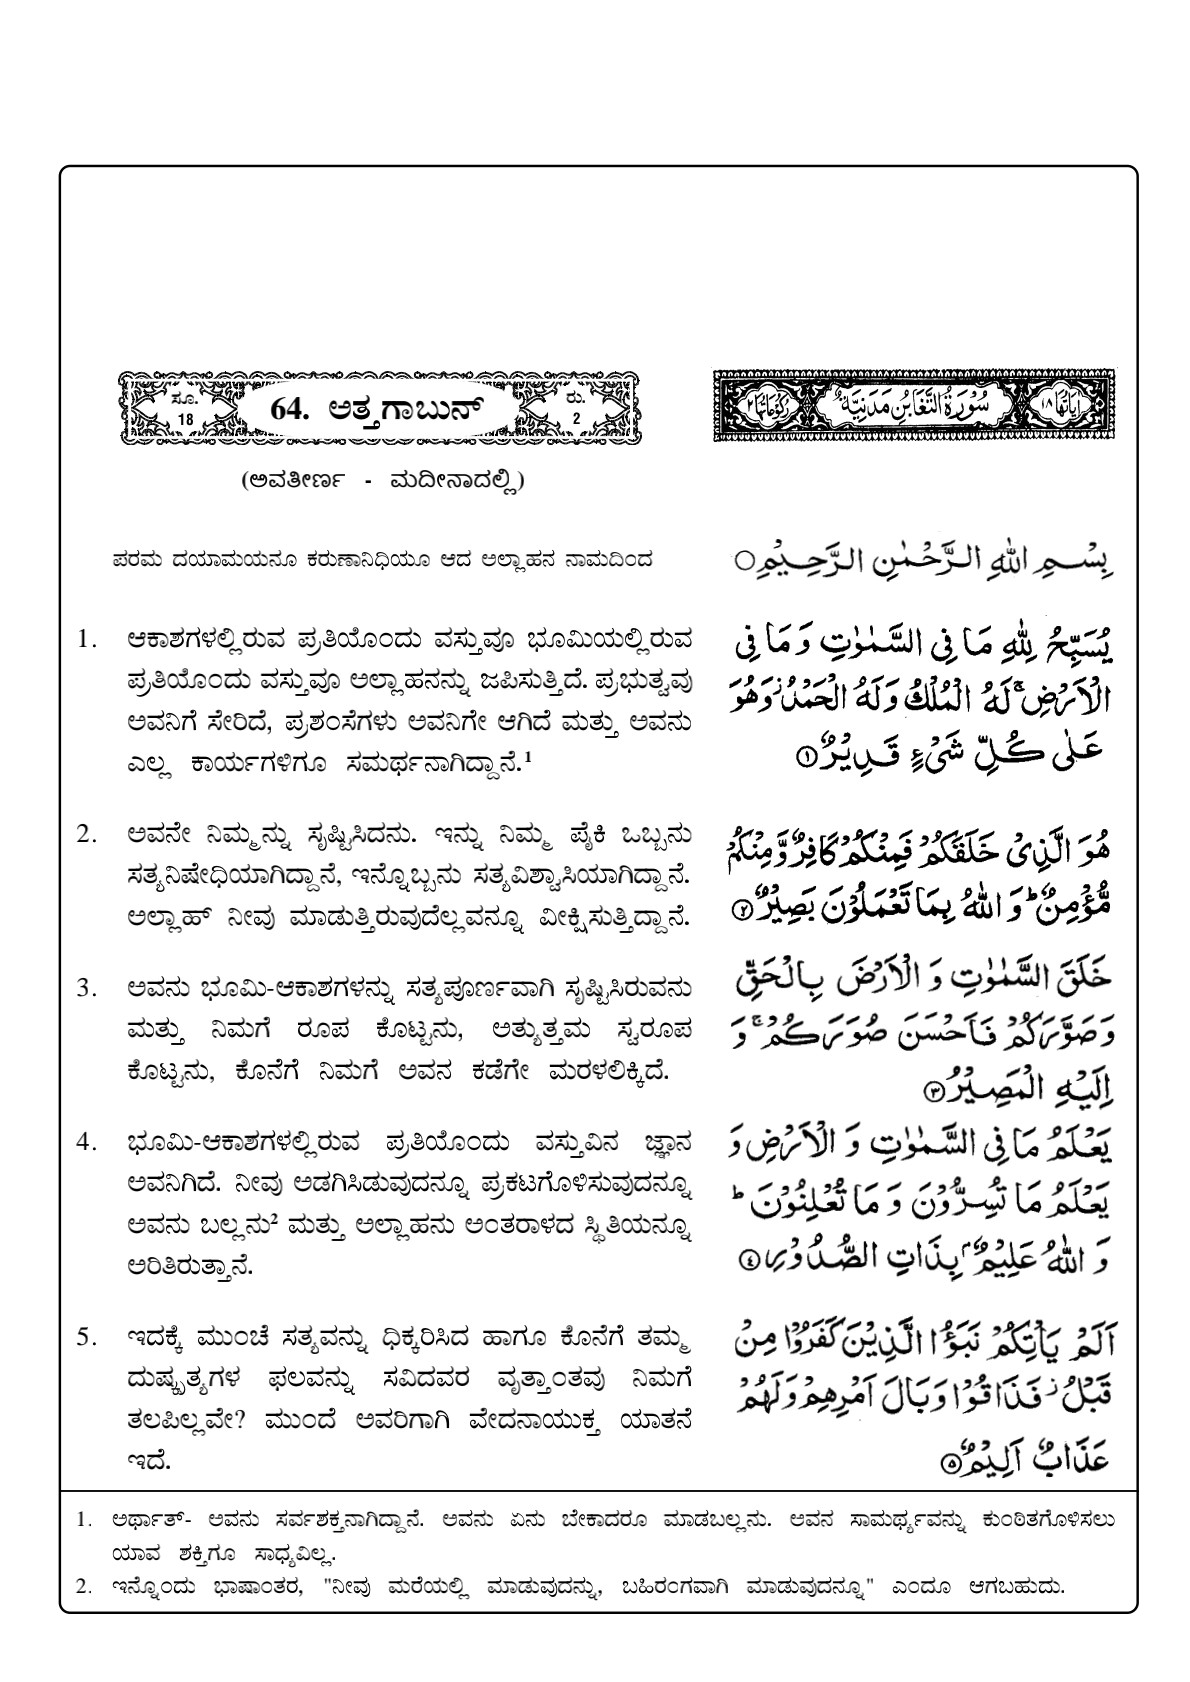 ಸೂ.
18
64. ಅತ್ತಗಾಬುನ್
ರು.
2
سُوْرَةُ التَّغَابُنِ مَدَنِيَّةٌ
اٰيَاتُهَا ١٨
رُكُوْعَاتُهَا ٢
(ಅವತೀರ್ಣ - ಮದೀನಾದಲ್ಲಿ)
ಪರಮ ದಯಾಮಯನೂ ಕರುಣಾನಿಧಿಯೂ ಆದ ಅಲ್ಲಾಹನ ನಾಮದಿಂದ
بِسْمِ اللهِ الرَّحْمٰنِ الرَّحِيْمِ○
1. ಆಕಾಶಗಳಲ್ಲಿರುವ ಪ್ರತಿಯೊಂದು ವಸ್ತುವೂ ಭೂಮಿಯಲ್ಲಿರುವ
ಪ್ರತಿಯೊಂದು ವಸ್ತುವೂ ಅಲ್ಲಾಹನನ್ನು ಜಪಿಸುತ್ತಿದೆ. ಪ್ರಭುತ್ವವು
ಅವನಿಗೆ ಸೇರಿದೆ, ಪ್ರಶಂಸೆಗಳು ಅವನಿಗೇ ಆಗಿದೆ ಮತ್ತು ಅವನು
ಎಲ್ಲ ಕಾರ್ಯಗಳಿಗೂ ಸಮರ್ಥನಾಗಿದ್ದಾನೆ.¹
يُسَبِّحُ لِلّٰهِ مَا فِى السَّمٰوٰتِ وَ مَا فِى
الْاَرْضِ ۚ لَهُ الْمُلْكُ وَلَهُ الْحَمْدُ ۡ وَهُوَ
عَلٰى كُلِّ شَىْءٍ قَدِيْرٌ ①
2. ಅವನೇ ನಿಮ್ಮನ್ನು ಸೃಷ್ಟಿಸಿದನು. ಇನ್ನು ನಿಮ್ಮ ಪೈಕಿ ಒಬ್ಬನು
ಸತ್ಯನಿಷೇಧಿಯಾಗಿದ್ದಾನೆ, ಇನ್ನೊಬ್ಬನು ಸತ್ಯವಿಶ್ವಾಸಿಯಾಗಿದ್ದಾನೆ.
ಅಲ್ಲಾಹ್ ನೀವು ಮಾಡುತ್ತಿರುವುದೆಲ್ಲವನ್ನೂ ವೀಕ್ಷಿಸುತ್ತಿದ್ದಾನೆ.
هُوَ الَّذِىْ خَلَقَكُمْ فَمِنْكُمْ كَافِرٌ وَّمِنْكُمْ
مُّؤْمِنٌ ؕ وَ اللهُ بِمَا تَعْمَلُوْنَ بَصِيْرٌ ②
3. ಅವನು ಭೂಮಿ-ಆಕಾಶಗಳನ್ನು ಸತ್ಯಪೂರ್ಣವಾಗಿ ಸೃಷ್ಟಿಸಿರುವನು
ಮತ್ತು ನಿಮಗೆ ರೂಪ ಕೊಟ್ಟನು, ಅತ್ಯುತ್ತಮ ಸ್ವರೂಪ
ಕೊಟ್ಟನು, ಕೊನೆಗೆ ನಿಮಗೆ ಅವನ ಕಡೆಗೇ ಮರಳಲಿಕ್ಕಿದೆ.
خَلَقَ السَّمٰوٰتِ وَ الْاَرْضَ بِالْحَقِّ
وَ صَوَّرَكُمْ فَاَحْسَنَ صُوَرَكُمْ ۚ وَ
اِلَيْهِ الْمَصِيْرُ ③
4. ಭೂಮಿ-ಆಕಾಶಗಳಲ್ಲಿರುವ ಪ್ರತಿಯೊಂದು ವಸ್ತುವಿನ ಜ್ಞಾನ
ಅವನಿಗಿದೆ. ನೀವು ಅಡಗಿಸಿಡುವುದನ್ನೂ ಪ್ರಕಟಗೊಳಿಸುವುದನ್ನೂ
ಅವನು ಬಲ್ಲನು² ಮತ್ತು ಅಲ್ಲಾಹನು ಅಂತರಾಳದ ಸ್ಥಿತಿಯನ್ನೂ
ಅರಿತಿರುತ್ತಾನೆ.
يَعْلَمُ مَا فِى السَّمٰوٰتِ وَ الْاَرْضِ وَ
يَعْلَمُ مَا تُسِرُّوْنَ وَ مَا تُعْلِنُوْنَ ؕ
وَ اللهُ عَلِيْمٌۢ بِذَاتِ الصُّدُوْرِ ④
5. ಇದಕ್ಕೆ ಮುಂಚೆ ಸತ್ಯವನ್ನು ಧಿಕ್ಕರಿಸಿದ ಹಾಗೂ ಕೊನೆಗೆ ತಮ್ಮ
ದುಷ್ಕೃತ್ಯಗಳ ಫಲವನ್ನು ಸವಿದವರ ವೃತ್ತಾಂತವು ನಿಮಗೆ
ತಲಪಿಲ್ಲವೇ? ಮುಂದೆ ಅವರಿಗಾಗಿ ವೇದನಾಯುಕ್ತ ಯಾತನೆ
ಇದೆ.
اَلَمْ يَاْتِكُمْ نَبَؤُا الَّذِيْنَ كَفَرُوْا مِنْ
قَبْلُ ۡ فَذَاقُوْا وَبَالَ اَمْرِهِمْ وَلَهُمْ
عَذَابٌ اَلِيْمٌ ⑤
1. ಅರ್ಥಾತ್- ಅವನು ಸರ್ವಶಕ್ತನಾಗಿದ್ದಾನೆ. ಅವನು ಏನು ಬೇಕಾದರೂ ಮಾಡಬಲ್ಲನು. ಅವನ ಸಾಮರ್ಥ್ಯವನ್ನು ಕುಂಠಿತಗೊಳಿಸಲು
ಯಾವ ಶಕ್ತಿಗೂ ಸಾಧ್ಯವಿಲ್ಲ.
2. ಇನ್ನೊಂದು ಭಾಷಾಂತರ, "ನೀವು ಮರೆಯಲ್ಲಿ ಮಾಡುವುದನ್ನು, ಬಹಿರಂಗವಾಗಿ ಮಾಡುವುದನ್ನೂ" ಎಂದೂ ಆಗಬಹುದು.